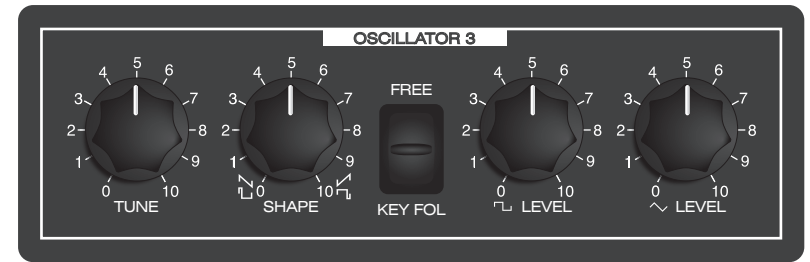 OSCILLATOR 3
0 1 2 3 4 5 6 7 8 9 10
TUNE
0 1 2 3 4 5 6 7 8 9 10
SHAPE
FREE
KEY FOL
0 1 2 3 4 5 6 7 8 9 10
LEVEL
0 1 2 3 4 5 6 7 8 9 10
LEVEL